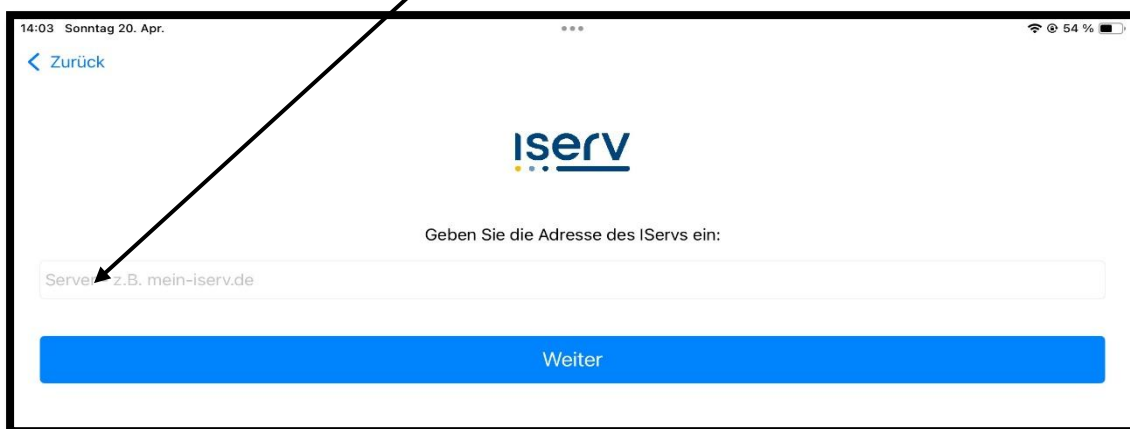 14:03 Sonntag 20. Apr.
54 %
Zurück
ıserv
Geben Sie die Adresse des IServs ein:
Server z.B. mein-iserv.de
Weiter